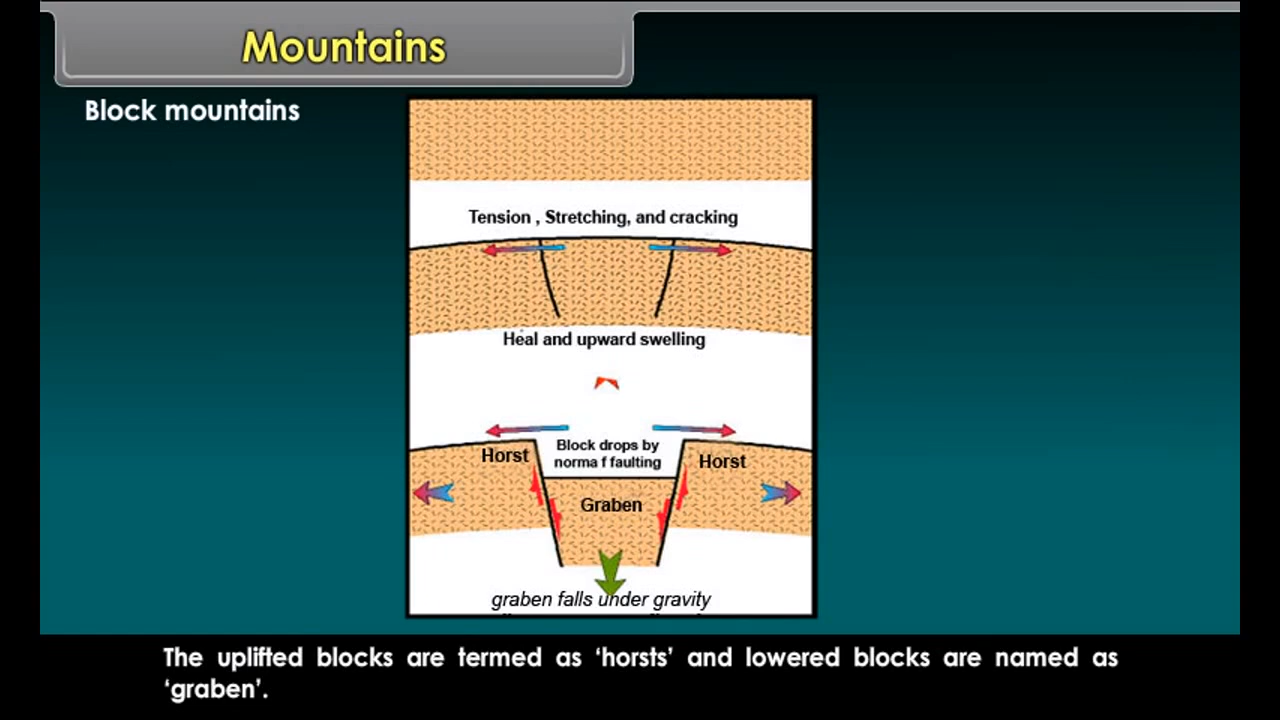 Mountains
Block mountains
Tension , Stretching, and cracking
Heal and upward swelling
Block drops by
norma f faulting
Horst
Horst
Graben
graben falls under gravity
The uplifted blocks are termed as ‘horsts’ and lowered blocks are named as
‘graben’.